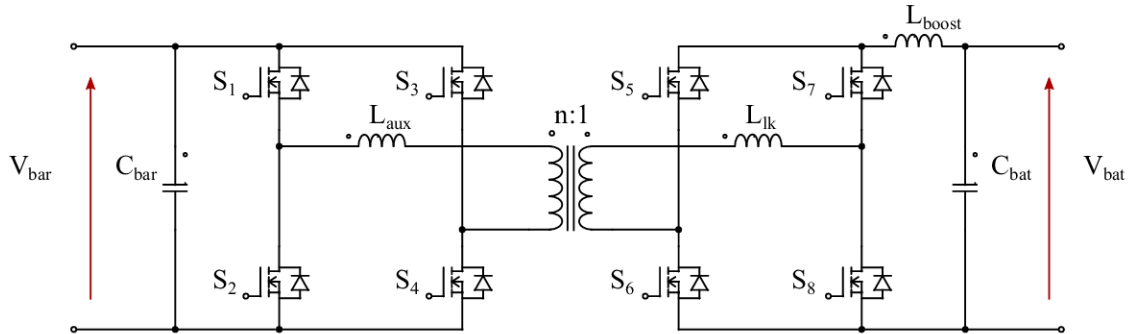 L_boost
S_1
S_3
S_5
S_7
L_aux
n:1
L_lk
V_bar
C_bar
C_bat
V_bat
S_2
S_4
S_6
S_8